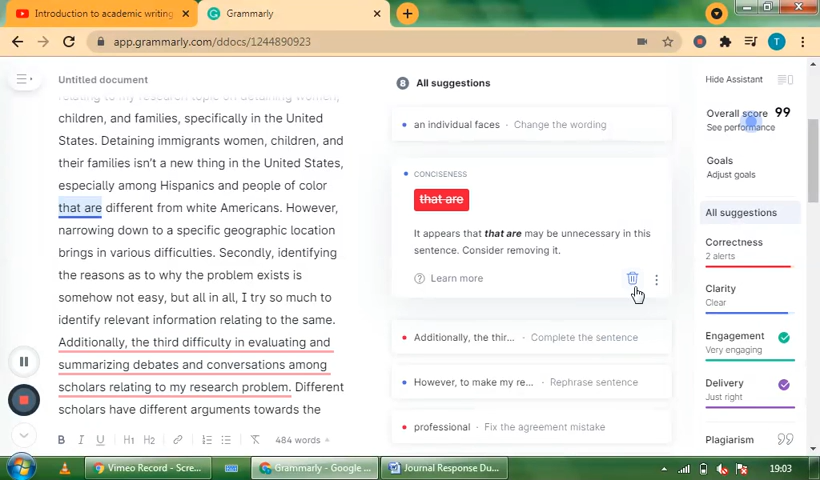 Introduction to academic writing
Grammarly
app.grammarly.com/ddocs/1244890923
T
Untitled document
relating to my research topic on detaining women,
children, and families, specifically in the United
States. Detaining immigrants women, children, and
their families isn't a new thing in the United States,
especially among Hispanics and people of color
that are different from white Americans. However,
narrowing down to a specific geographic location
brings in various difficulties. Secondly, identifying
the reasons as to why the problem exists is
somehow not easy, but all in all, I try so much to
identify relevant information relating to the same.
Additionally, the third difficulty in evaluating and
summarizing debates and conversations among
scholars relating to my research problem. Different
scholars have different arguments towards the
B I U H1 H2 484 words
8 All suggestions
an individual faces · Change the wording
CONCISENESS
that are
It appears that that are may be unnecessary in this
sentence. Consider removing it.
Learn more
Additionally, the thir... · Complete the sentence
However, to make my re... · Rephrase sentence
professional · Fix the agreement mistake
Hide Assistant
Overall score 99
See performance
Goals
Adjust goals
All suggestions
Correctness
2 alerts
Clarity
Clear
Engagement
Very engaging
Delivery
Just right
Plagiarism
Vimeo Record - Scre...
Grammarly - Google ...
Journal Response Du...
19:03